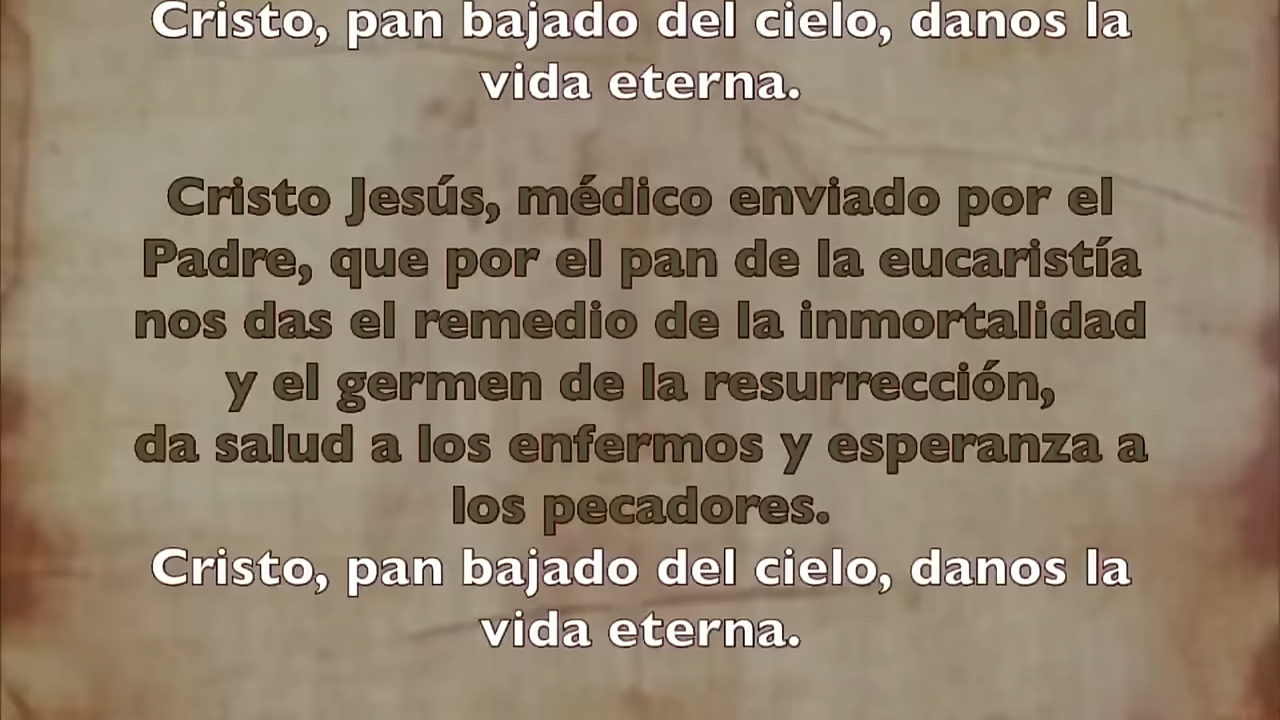 Cristo, pan bajado del cielo, danos la
vida eterna.
Cristo Jesús, médico enviado por el
Padre, que por el pan de la eucaristía
nos das el remedio de la inmortalidad
y el germen de la resurrección,
da salud a los enfermos y esperanza a
los pecadores.
Cristo, pan bajado del cielo, danos la
vida eterna.